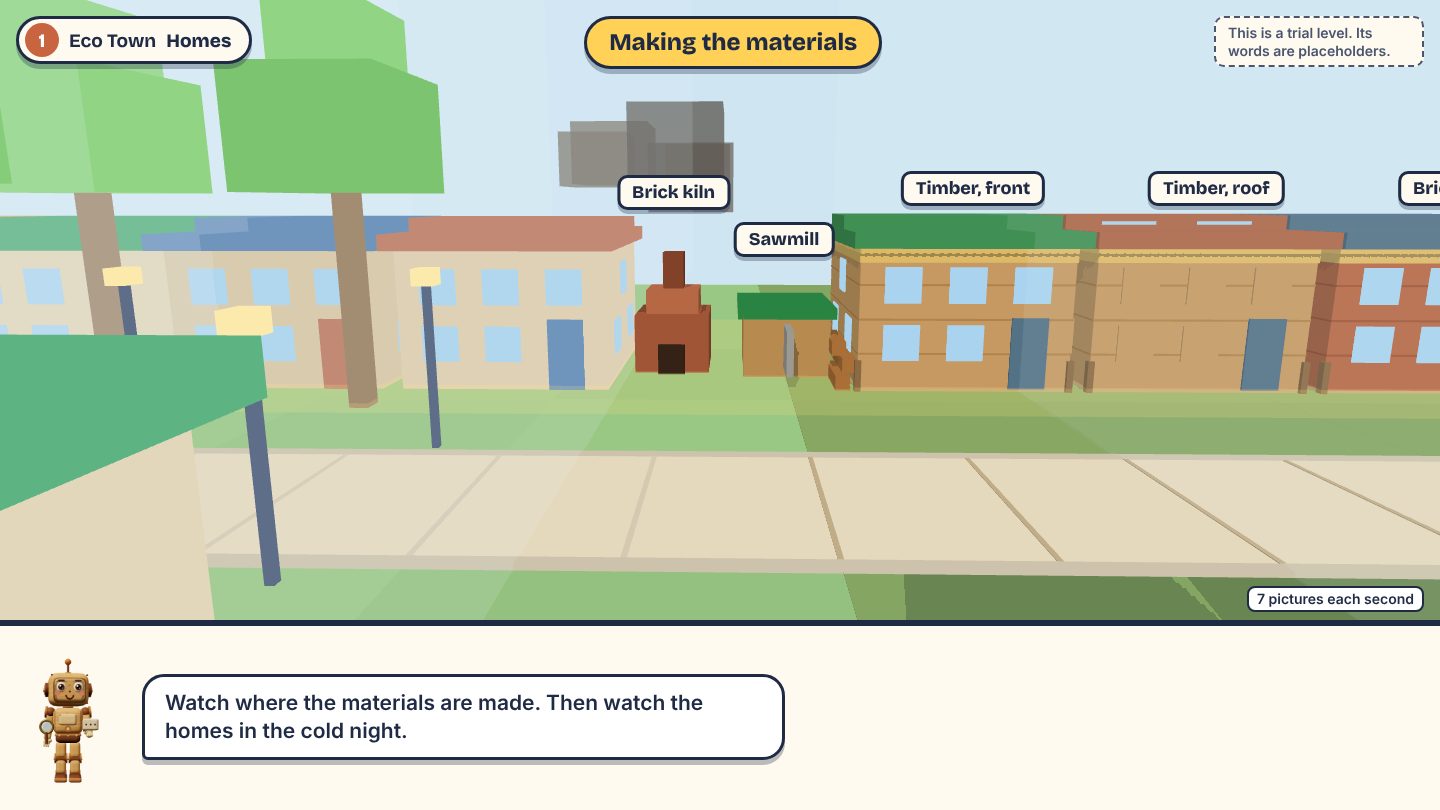 1 Eco Town Homes
Making the materials
This is a trial level. Its
words are placeholders.
Brick kiln
Timber, front
Timber, roof
Sawmill
7 pictures each second
Watch where the materials are made. Then watch the
homes in the cold night.